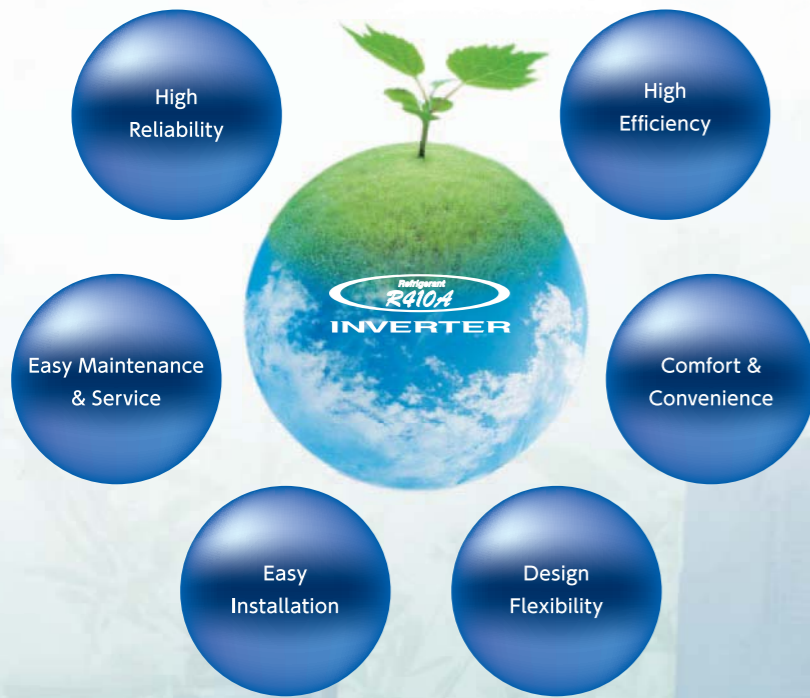 High
Reliability
High
Efficiency
Refrigerant
R410A
INVERTER
Easy Maintenance
& Service
Comfort &
Convenience
Easy
Installation
Design
Flexibility